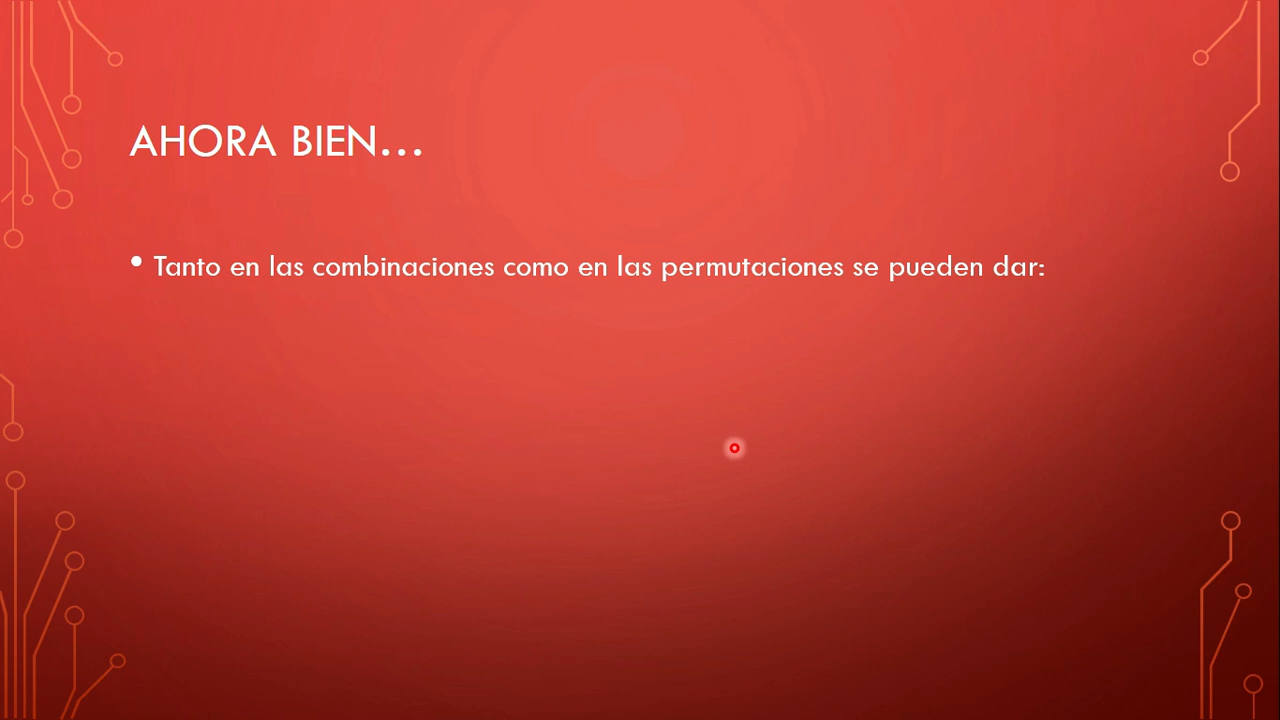 AHORA BIEN...
• Tanto en las combinaciones como en las permutaciones se pueden dar: